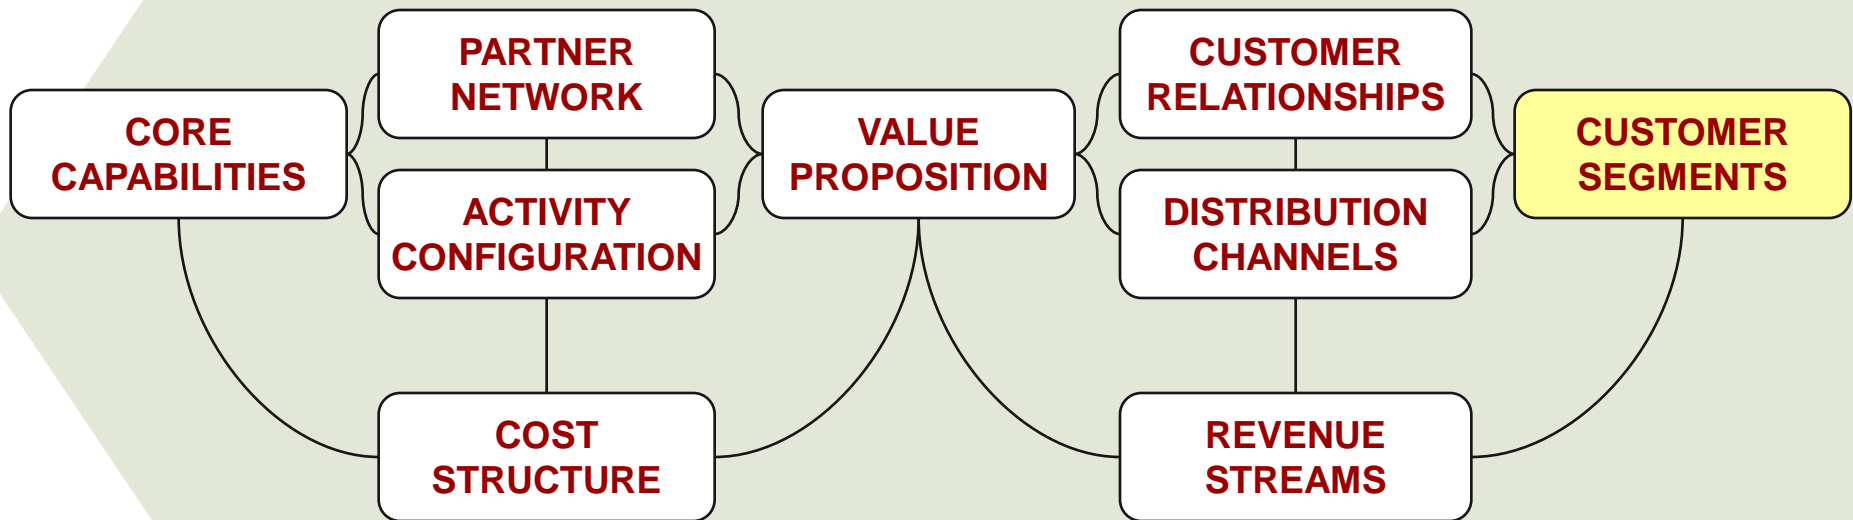 PARTNER
NETWORK
CUSTOMER
RELATIONSHIPS
CORE
CAPABILITIES
VALUE
PROPOSITION
CUSTOMER
SEGMENTS
ACTIVITY
CONFIGURATION
DISTRIBUTION
CHANNELS
COST
STRUCTURE
REVENUE
STREAMS